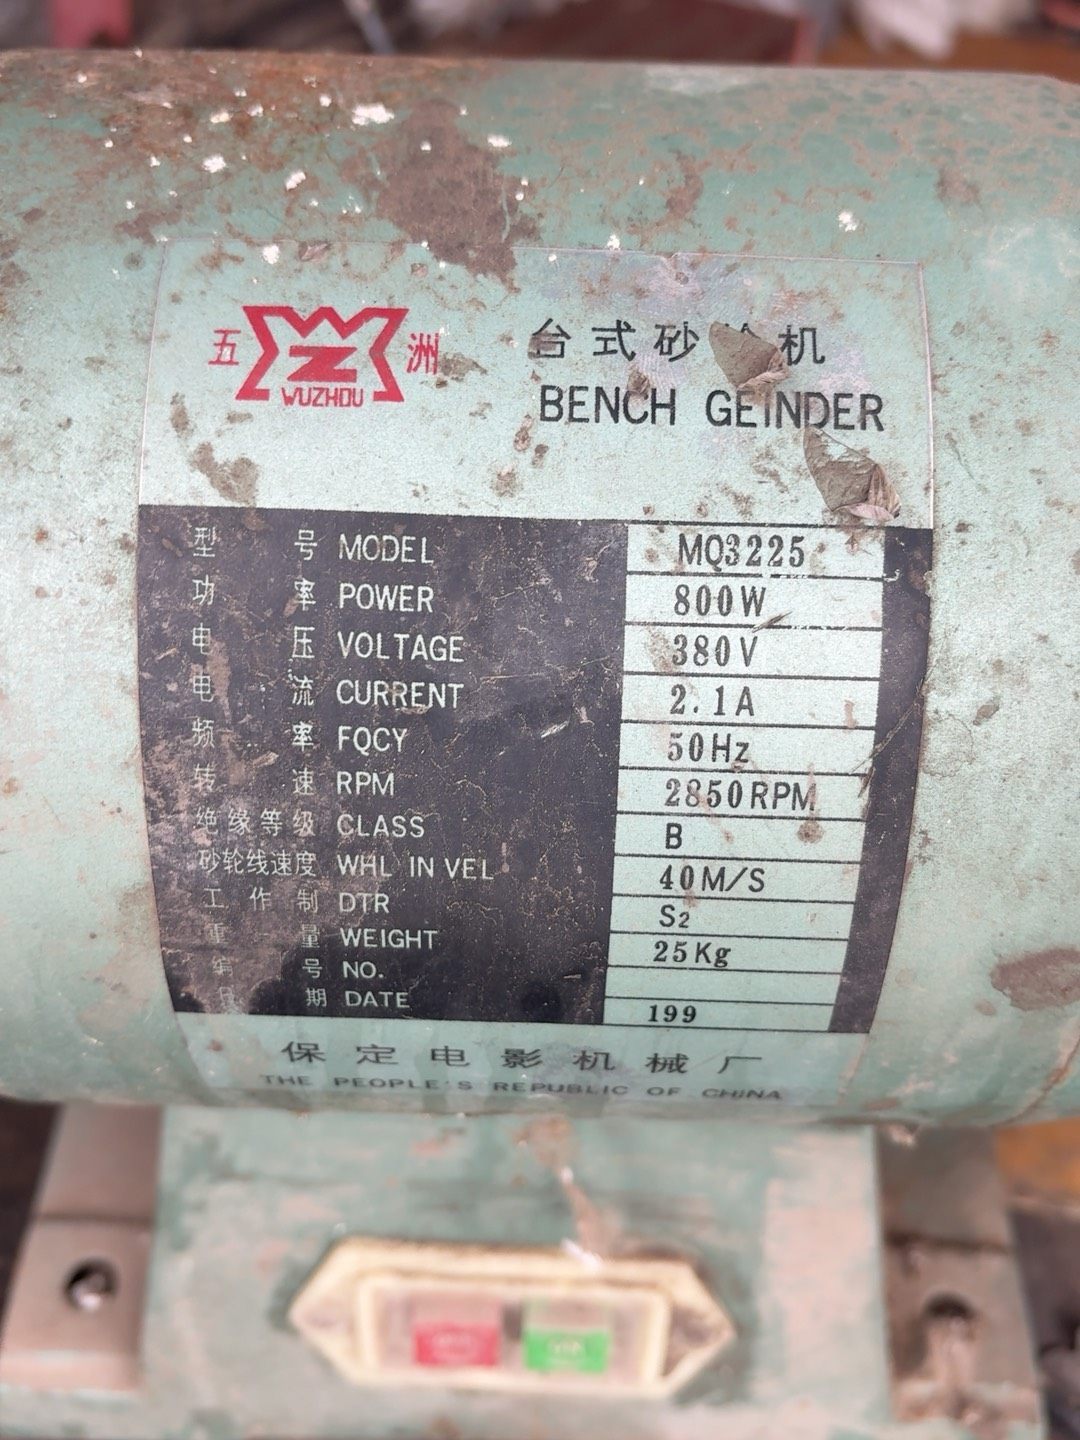 五 Z 洲
WUZHOU
台式砂轮机
BENCH GEINDER
型号 MODEL MQ3225
功率 POWER 800W
电压 VOLTAGE 380V
电流 CURRENT 2.1A
频率 FQCY 50Hz
转速 RPM 2850RPM
绝缘等级 CLASS B
砂轮线速度 WHL IN VEL 40M/S
工作制 DTR S2
重量 WEIGHT 25Kg
编号 NO.
日期 DATE 199
保定电影机械厂
THE PEOPLE'S REPUBLIC OF CHINA